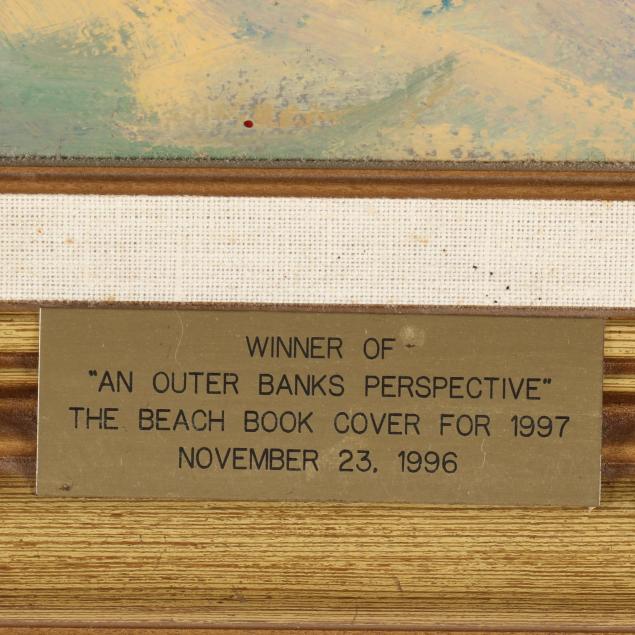 WINNER OF
"AN OUTER BANKS PERSPECTIVE"
THE BEACH BOOK COVER FOR 1997
NOVEMBER 23, 1996